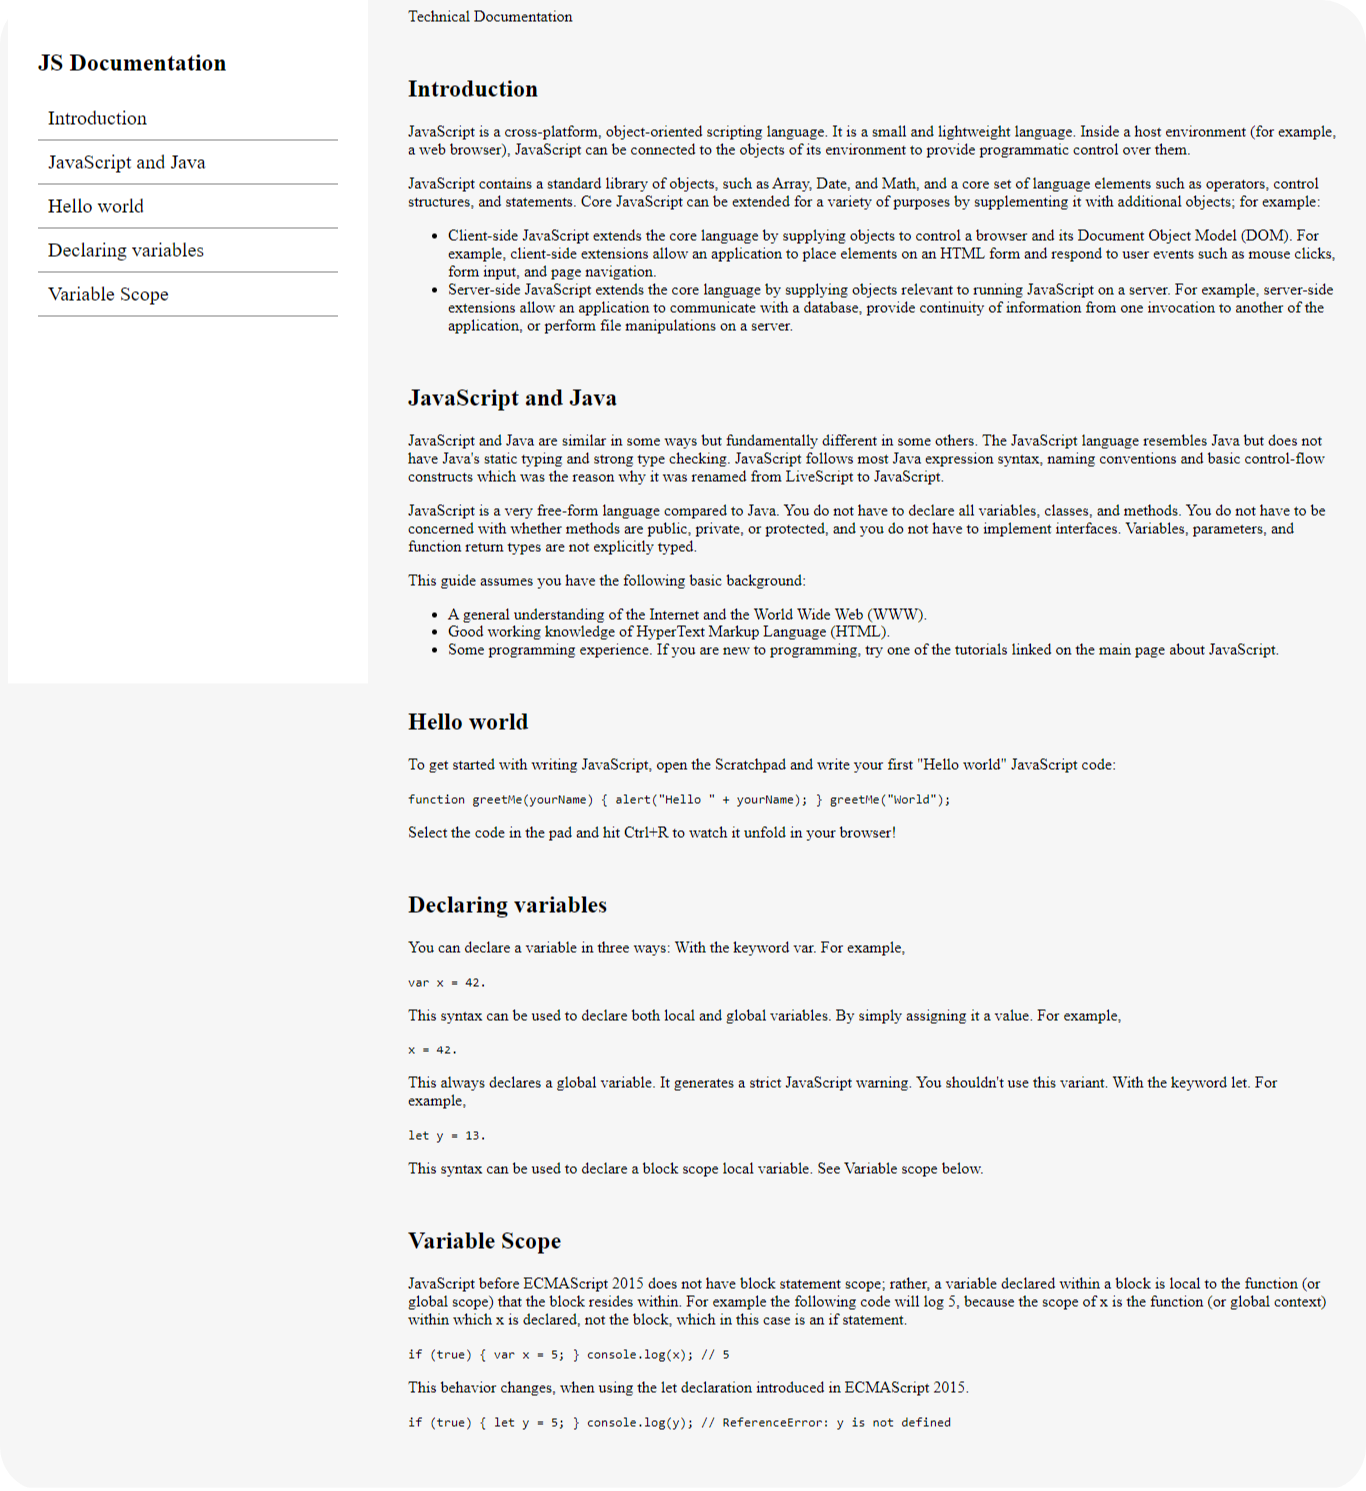 JS Documentation
Introduction
JavaScript and Java
Hello world
Declaring variables
Variable Scope
Technical Documentation
Introduction
JavaScript is a cross-platform, object-oriented scripting language. It is a small and lightweight language. Inside a host environment (for example,
a web browser), JavaScript can be connected to the objects of its environment to provide programmatic control over them.
JavaScript contains a standard library of objects, such as Array, Date, and Math, and a core set of language elements such as operators, control
structures, and statements. Core JavaScript can be extended for a variety of purposes by supplementing it with additional objects; for example:
• Client-side JavaScript extends the core language by supplying objects to control a browser and its Document Object Model (DOM). For
example, client-side extensions allow an application to place elements on an HTML form and respond to user events such as mouse clicks,
form input, and page navigation.
• Server-side JavaScript extends the core language by supplying objects relevant to running JavaScript on a server. For example, server-side
extensions allow an application to communicate with a database, provide continuity of information from one invocation to another of the
application, or perform file manipulations on a server.
JavaScript and Java
JavaScript and Java are similar in some ways but fundamentally different in some others. The JavaScript language resembles Java but does not
have Java's static typing and strong type checking. JavaScript follows most Java expression syntax, naming conventions and basic control-flow
constructs which was the reason why it was renamed from LiveScript to JavaScript.
JavaScript is a very free-form language compared to Java. You do not have to declare all variables, classes, and methods. You do not have to be
concerned with whether methods are public, private, or protected, and you do not have to implement interfaces. Variables, parameters, and
function return types are not explicitly typed.
This guide assumes you have the following basic background:
• A general understanding of the Internet and the World Wide Web (WWW).
• Good working knowledge of HyperText Markup Language (HTML).
• Some programming experience. If you are new to programming, try one of the tutorials linked on the main page about JavaScript.
Hello world
To get started with writing JavaScript, open the Scratchpad and write your first "Hello world" JavaScript code:
function greetMe(yourName) { alert("Hello " + yourName); } greetMe("World");
Select the code in the pad and hit Ctrl+R to watch it unfold in your browser!
Declaring variables
You can declare a variable in three ways: With the keyword var. For example,
var x = 42.
This syntax can be used to declare both local and global variables. By simply assigning it a value. For example,
x = 42.
This always declares a global variable. It generates a strict JavaScript warning. You shouldn't use this variant. With the keyword let. For
example,
let y = 13.
This syntax can be used to declare a block scope local variable. See Variable scope below.
Variable Scope
JavaScript before ECMAScript 2015 does not have block statement scope; rather, a variable declared within a block is local to the function (or
global scope) that the block resides within. For example the following code will log 5, because the scope of x is the function (or global context)
within which x is declared, not the block, which in this case is an if statement.
if (true) { var x = 5; } console.log(x); // 5
This behavior changes, when using the let declaration introduced in ECMAScript 2015.
if (true) { let y = 5; } console.log(y); // ReferenceError: y is not defined